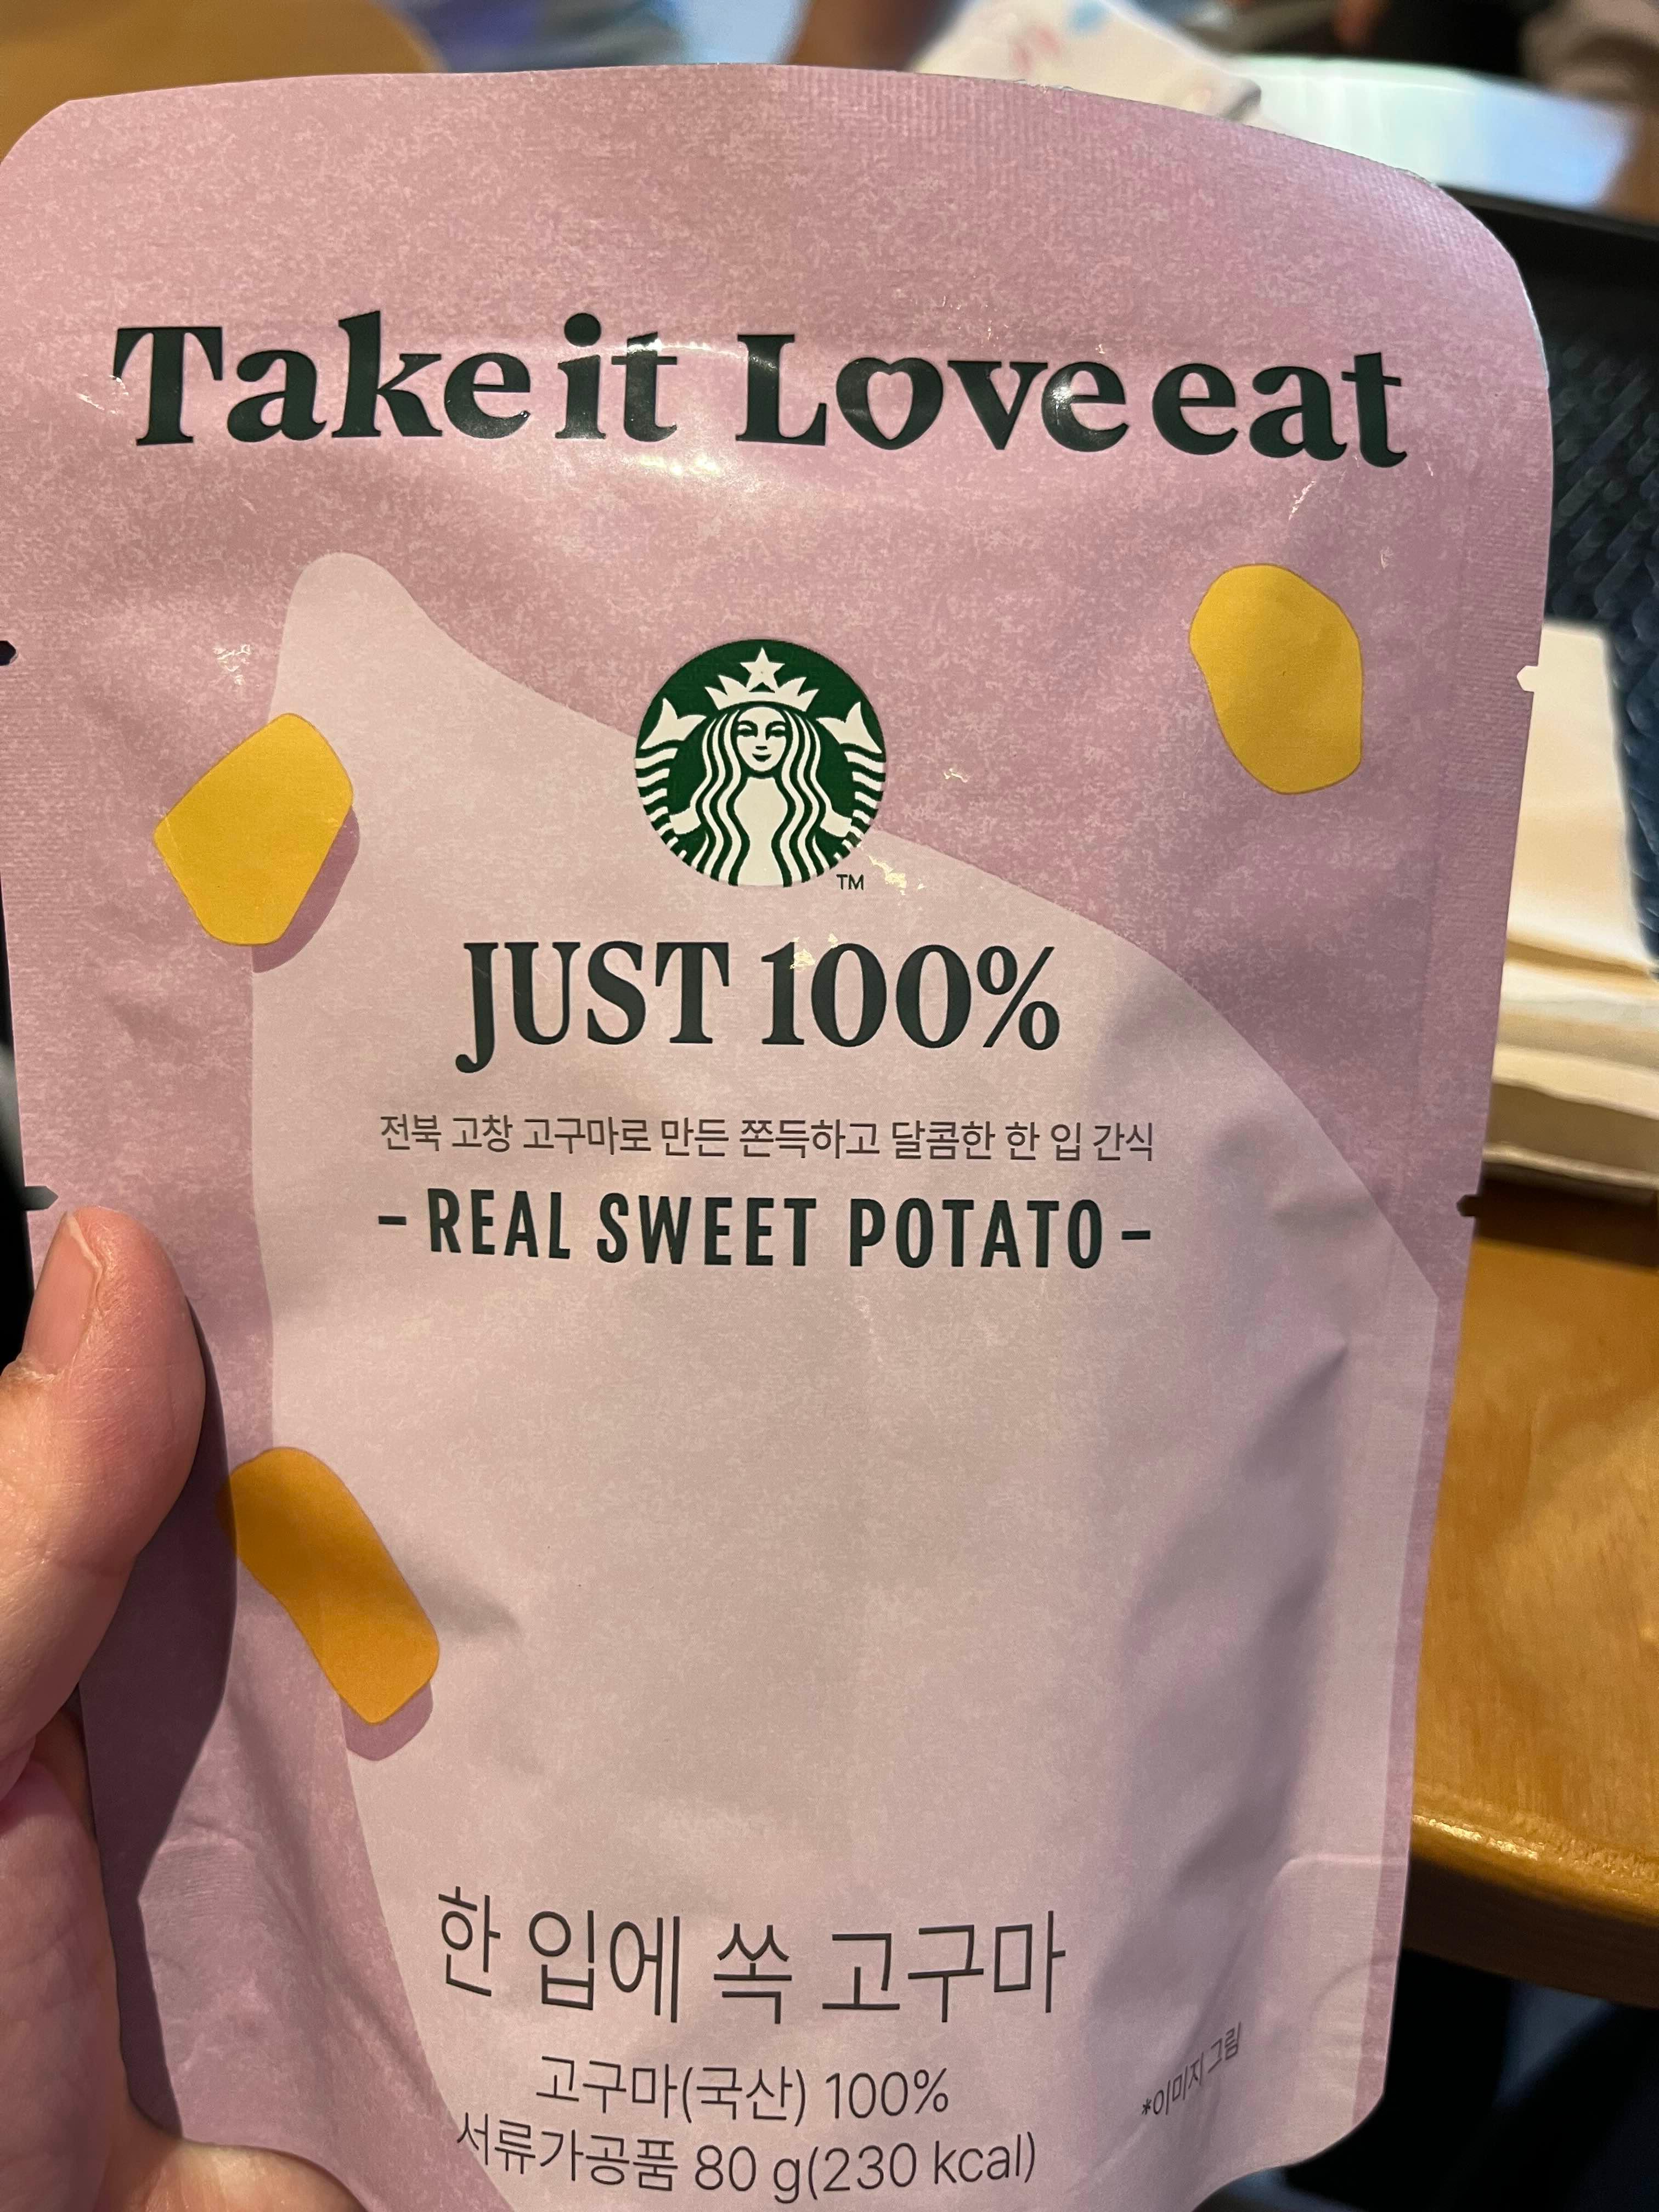 Take it Love eat
TM
JUST 100%
전북 고창 고구마로 만든 쫀득하고 달콤한 한 입 간식
- REAL SWEET POTATO -
한 입에 쏙 고구마
고구마(국산) 100%
*이미지 그림
서류가공품 80 g(230 kcal)